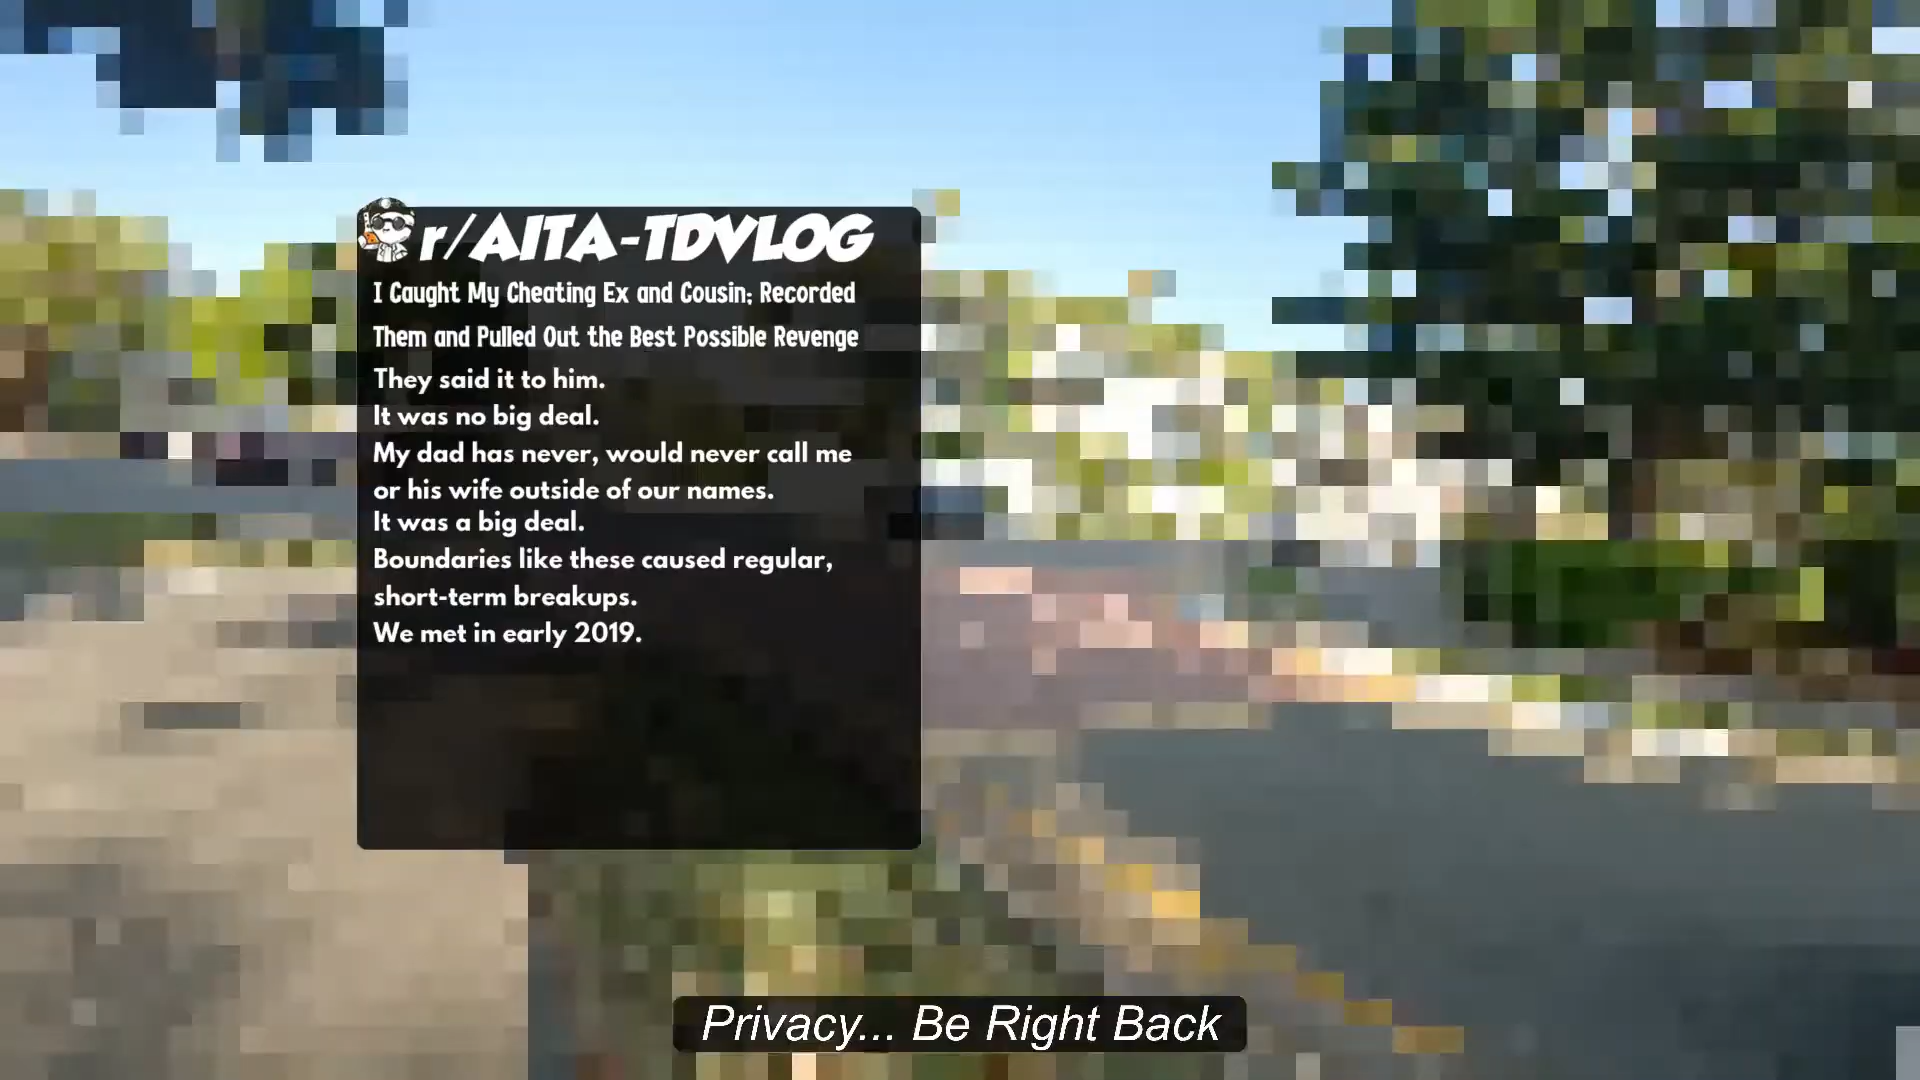 r/AITA-TDVLOG
I Caught My Cheating Ex and Cousin; Recorded
Them and Pulled Out the Best Possible Revenge
They said it to him.
It was no big deal.
My dad has never, would never call me
or his wife outside of our names.
It was a big deal.
Boundaries like these caused regular,
short-term breakups.
We met in early 2019.
Privacy... Be Right Back